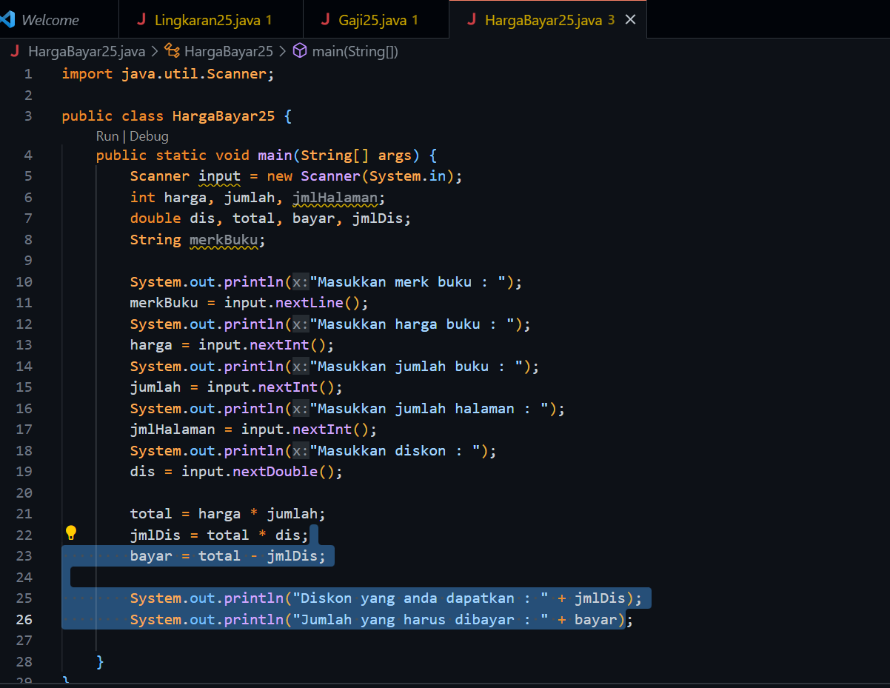 Welcome
J Lingkaran25.java 1
J Gaji25.java 1
J HargaBayar25.java 3 ×
J HargaBayar25.java > HargaBayar25 > main(String[])
1 import java.util.Scanner;
2
3 public class HargaBayar25 {
Run | Debug
4 public static void main(String[] args) {
5 Scanner input = new Scanner(System.in);
6 int harga, jumlah, jmlHalaman;
7 double dis, total, bayar, jmlDis;
8 String merkBuku;
9
10 System.out.println(x:"Masukkan merk buku : ");
11 merkBuku = input.nextLine();
12 System.out.println(x:"Masukkan harga buku : ");
13 harga = input.nextInt();
14 System.out.println(x:"Masukkan jumlah buku : ");
15 jumlah = input.nextInt();
16 System.out.println(x:"Masukkan jumlah halaman : ");
17 jmlHalaman = input.nextInt();
18 System.out.println(x:"Masukkan diskon : ");
19 dis = input.nextDouble();
20
21 total = harga * jumlah;
22 jmlDis = total * dis;
23 bayar = total - jmlDis;
24
25 System.out.println("Diskon yang anda dapatkan : " + jmlDis);
26 System.out.println("Jumlah yang harus dibayar : " + bayar);
27
28 }
29 }